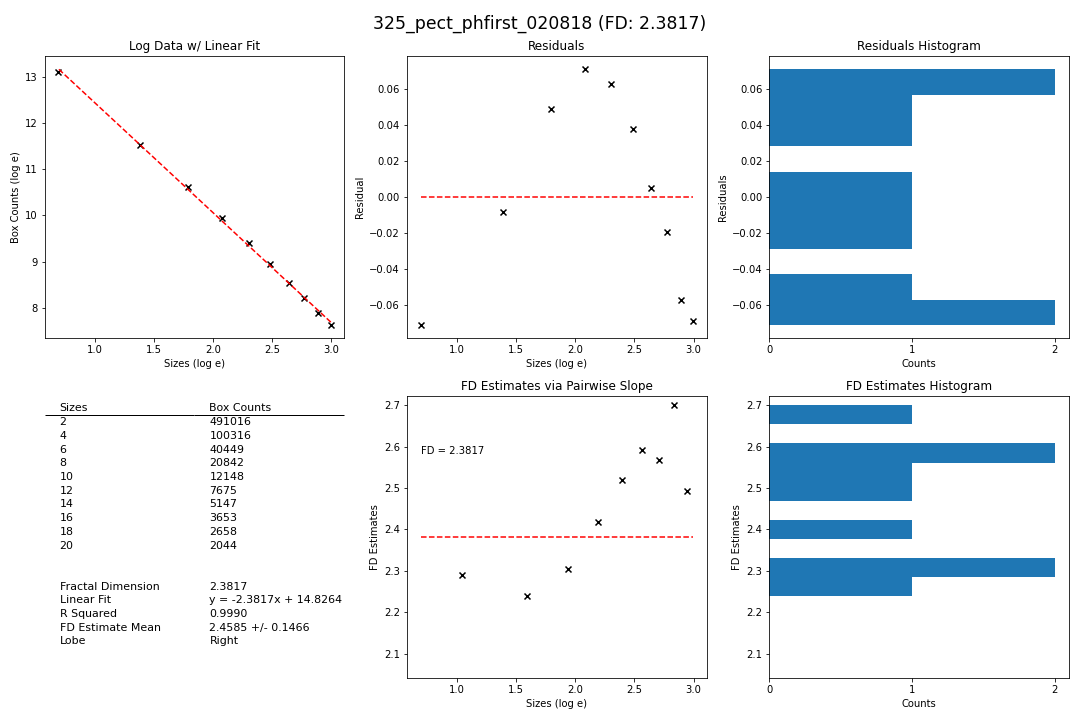 325_pect_phfirst_020818 (FD: 2.3817)
Log Data w/ Linear Fit
13
12
11
10
9
8
Box Counts (log e)
1.0 1.5 2.0 2.5 3.0
Sizes (log e)
Residuals
0.06
0.04
0.02
0.00
−0.02
−0.04
−0.06
Residual
1.0 1.5 2.0 2.5 3.0
Sizes (log e)
Residuals Histogram
0.06
0.04
0.02
0.00
−0.02
−0.04
−0.06
Residuals
0 1 2
Counts
Sizes Box Counts
2 491016
4 100316
6 40449
8 20842
10 12148
12 7675
14 5147
16 3653
18 2658
20 2044
Fractal Dimension 2.3817
Linear Fit y = -2.3817x + 14.8264
R Squared 0.9990
FD Estimate Mean 2.4585 +/- 0.1466
Lobe Right
FD Estimates via Pairwise Slope
2.7
2.6
2.5
2.4
2.3
2.2
2.1
FD Estimates
FD = 2.3817
1.0 1.5 2.0 2.5 3.0
Sizes (log e)
FD Estimates Histogram
2.7
2.6
2.5
2.4
2.3
2.2
2.1
FD Estimates
0 1 2
Counts